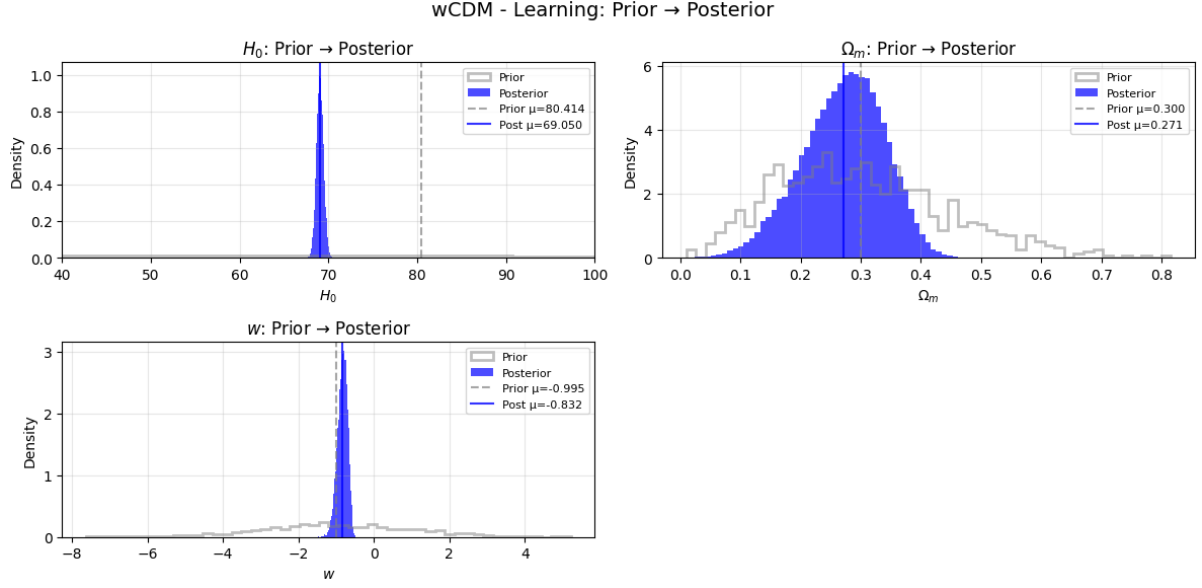 wCDM - Learning: Prior → Posterior
H₀: Prior → Posterior
Density
1.0
0.8
0.6
0.4
0.2
0.0
40 50 60 70 80 90 100
H₀
Prior
Posterior
Prior μ=80.414
Post μ=69.050
Ωₘ: Prior → Posterior
Density
6
4
2
0
0.0 0.1 0.2 0.3 0.4 0.5 0.6 0.7 0.8
Ωₘ
Prior
Posterior
Prior μ=0.300
Post μ=0.271
w: Prior → Posterior
Density
3
2
1
0
−8 −6 −4 −2 0 2 4
w
Prior
Posterior
Prior μ=-0.995
Post μ=-0.832